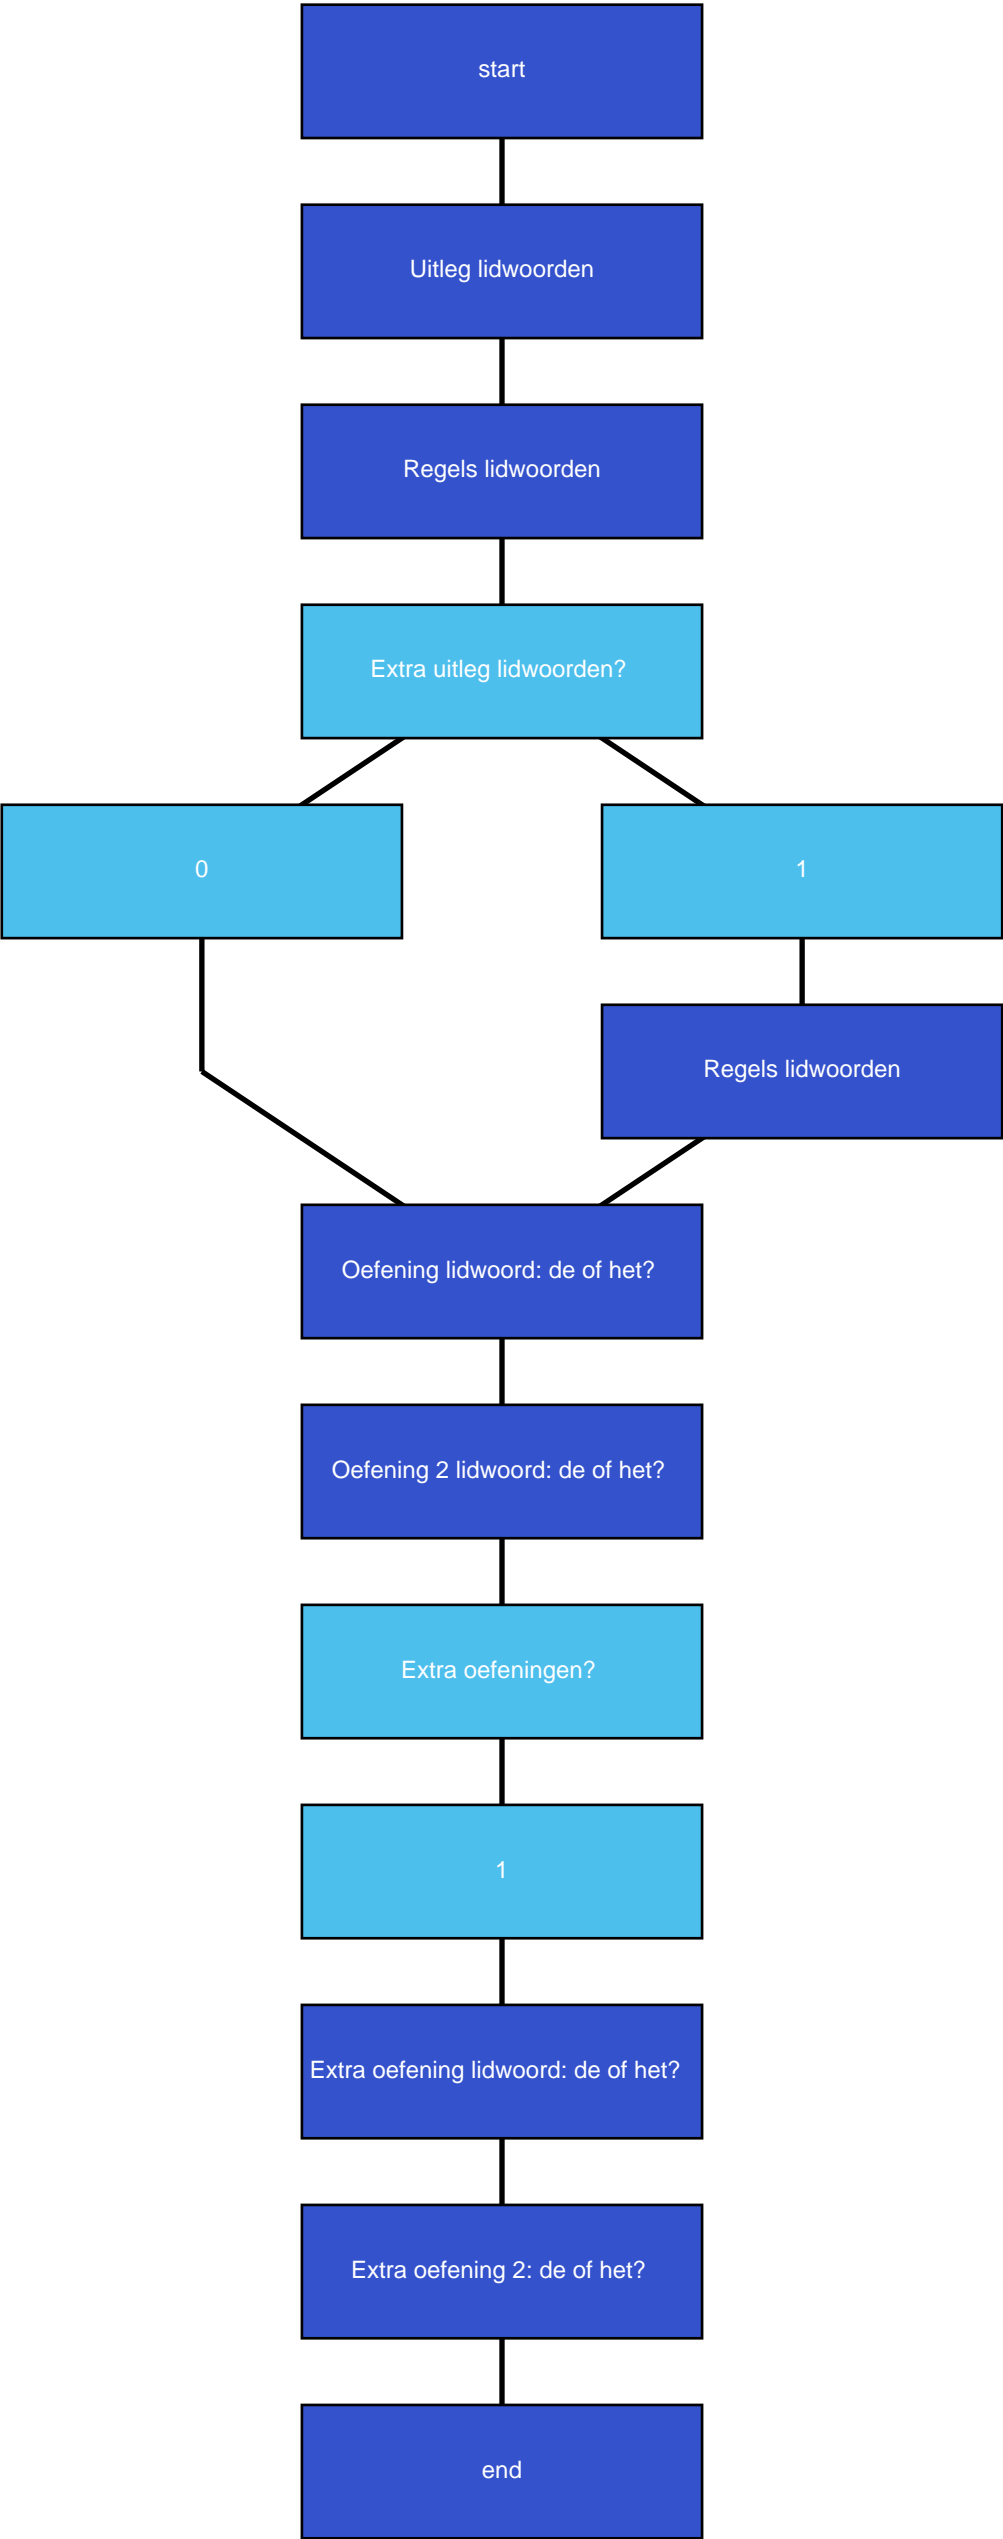 start
Uitleg lidwoorden
Regels lidwoorden
Extra uitleg lidwoorden?
0
1
Regels lidwoorden
Oefening lidwoord: de of het?
Oefening 2 lidwoord: de of het?
Extra oefeningen?
1
Extra oefening lidwoord: de of het?
Extra oefening 2: de of het?
end